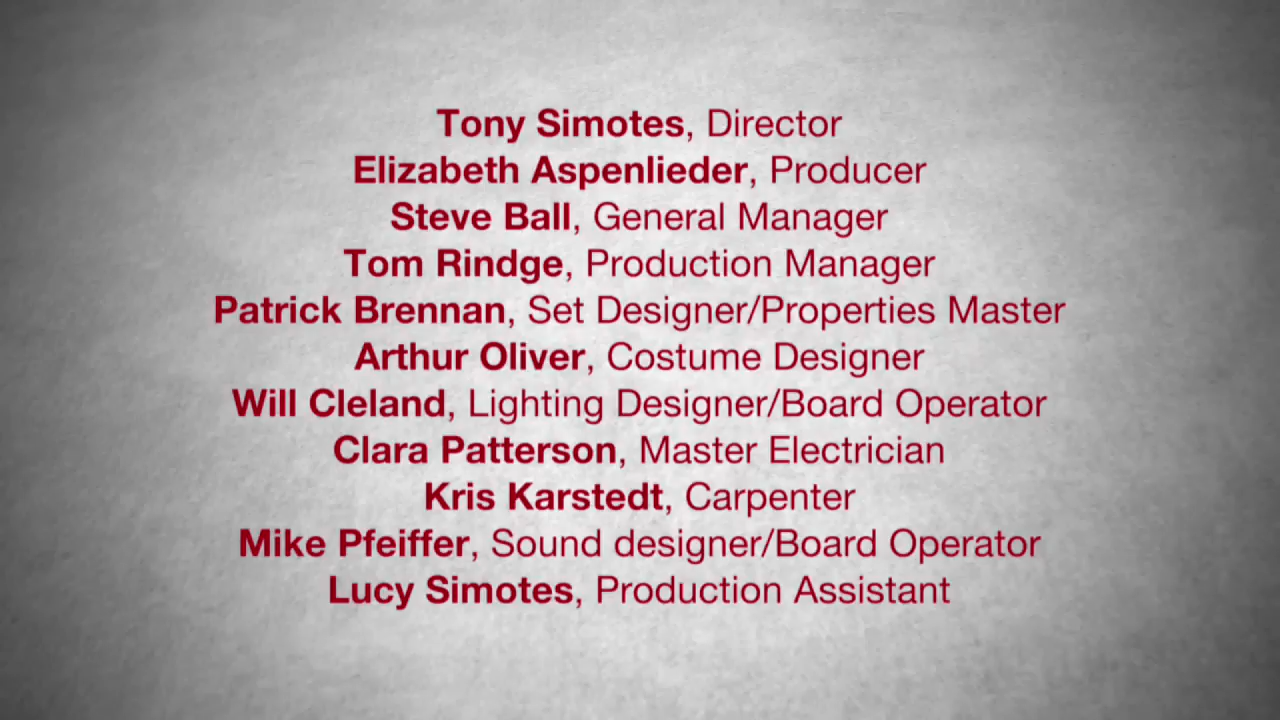 Tony Simotes, Director
Elizabeth Aspenlieder, Producer
Steve Ball, General Manager
Tom Rindge, Production Manager
Patrick Brennan, Set Designer/Properties Master
Arthur Oliver, Costume Designer
Will Cleland, Lighting Designer/Board Operator
Clara Patterson, Master Electrician
Kris Karstedt, Carpenter
Mike Pfeiffer, Sound designer/Board Operator
Lucy Simotes, Production Assistant